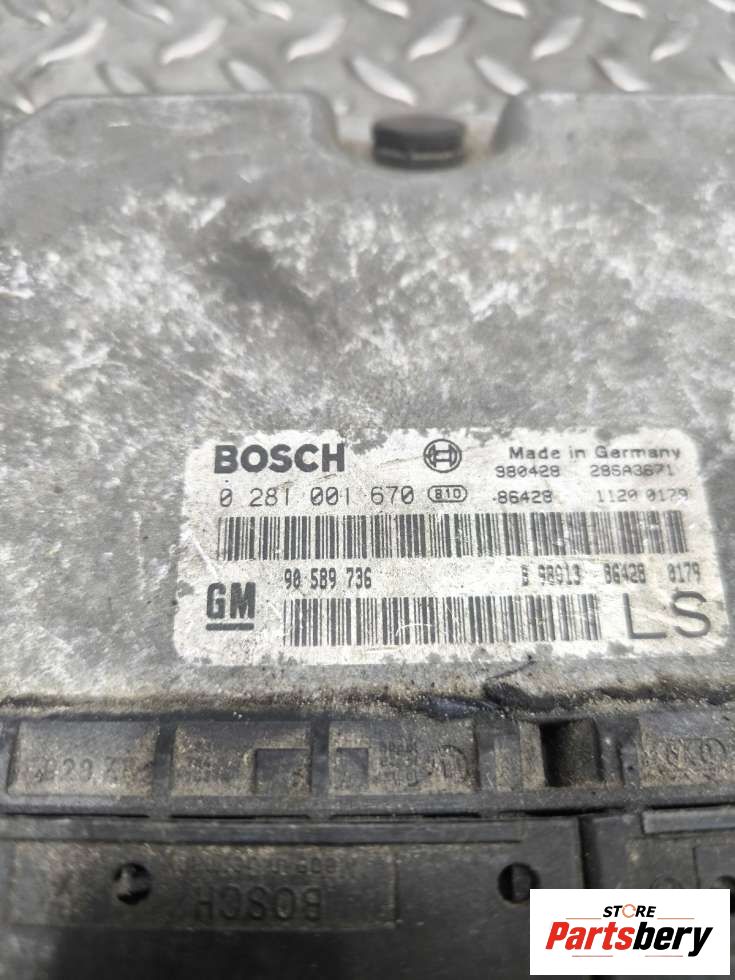 BOSCH
Made in Germany
980428 286A3671
0 281 001 670 B10 .86428 1120 0179
90 589 736 86428 0179
GM
LS
BOSCH
STORE
Partsbery